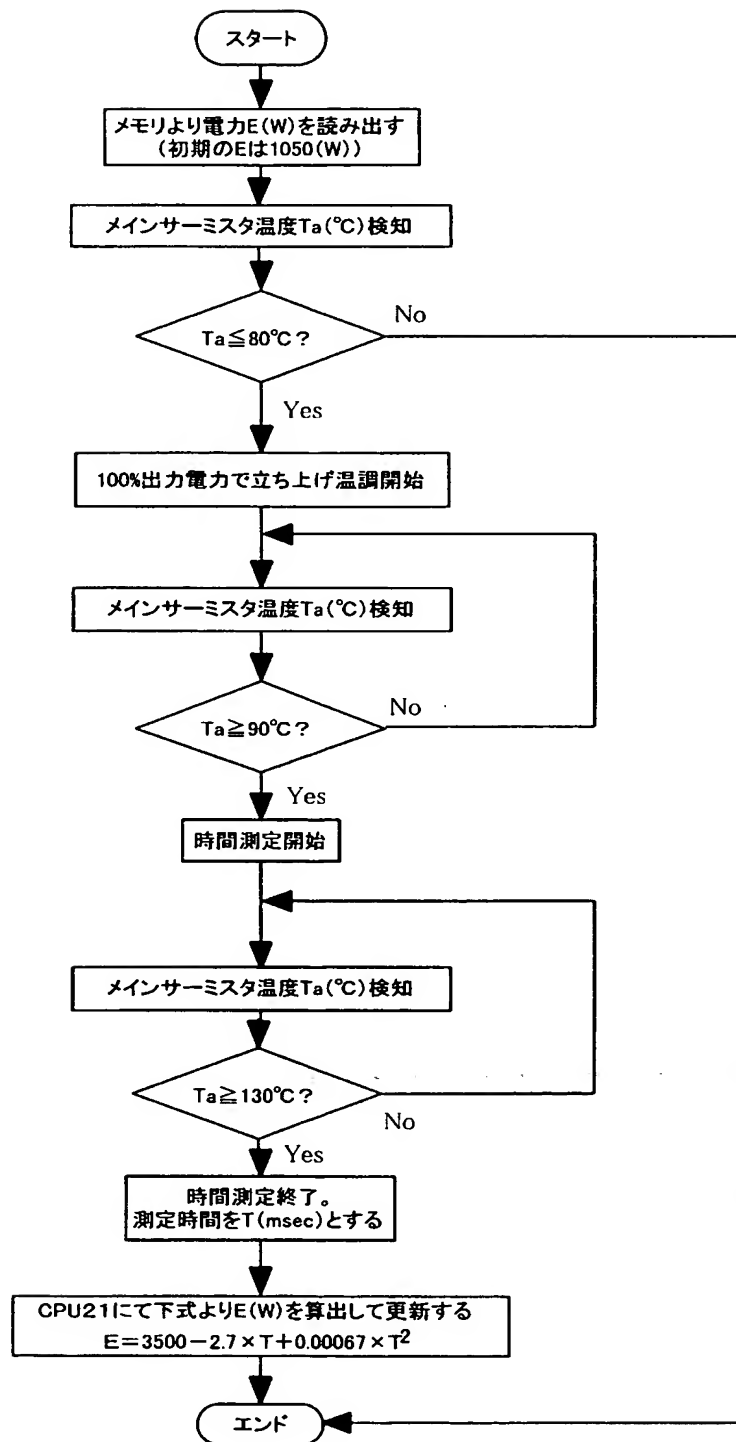 スタート
メモリより電力E(W)を読み出す
(初期のEは1050(W))
メインサーミスタ温度Ta(℃)検知
Ta≦80℃?
No
Yes
100%出力電力で立ち上げ温調開始
メインサーミスタ温度Ta(℃)検知
Ta≧90℃?
No
Yes
時間測定開始
メインサーミスタ温度Ta(℃)検知
Ta≧130℃?
No
Yes
時間測定終了。
測定時間をT(msec)とする
CPU21にて下式よりE(W)を算出して更新する
E=3500-2.7×T+0.00067×T²
エンド